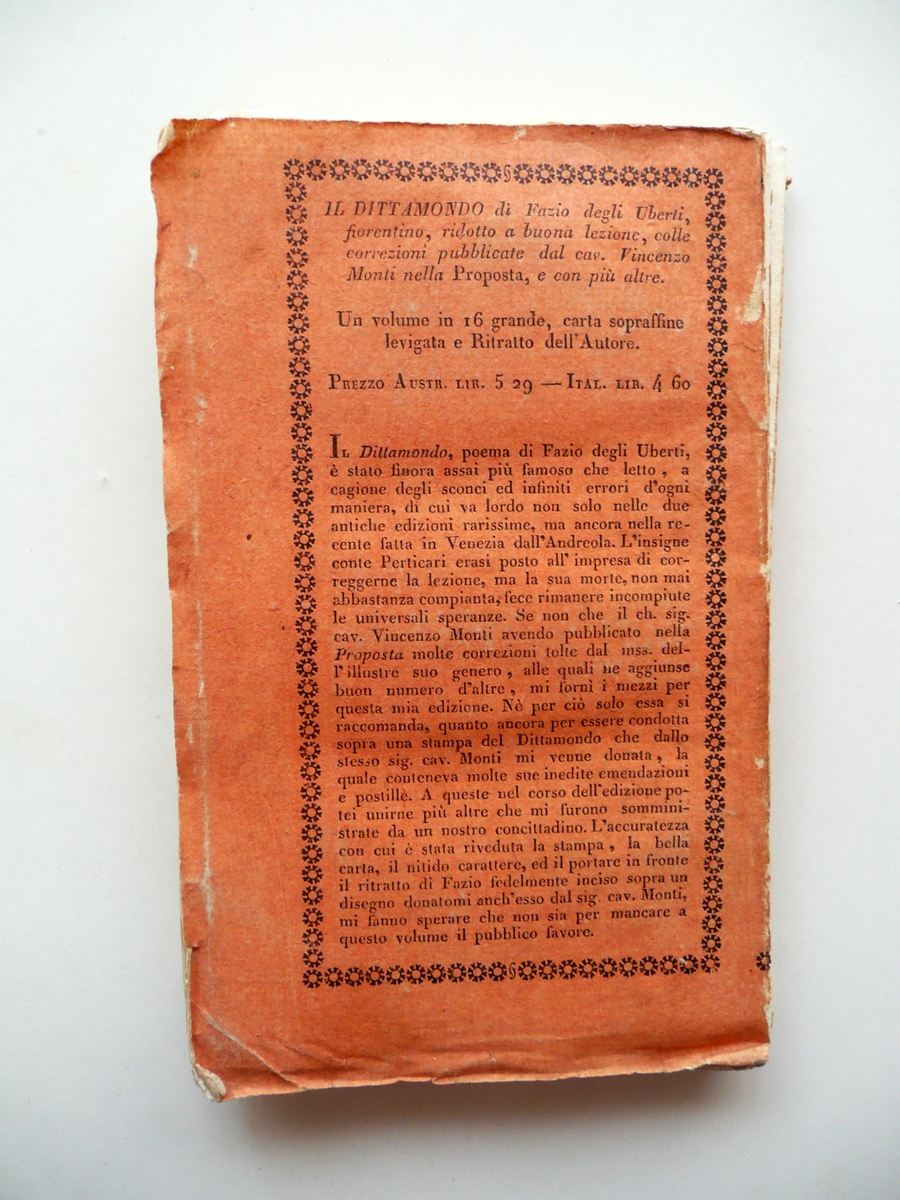 IL DITTAMONDO di Fazio degli Uberti,
fiorentino, ridotto a buona lezione, colle
correzioni pubblicate dal cav. Vincenzo
Monti nella Proposta, e con più altre.
Un volume in 16 grande, carta sopraffine
levigata e Ritratto dell'Autore.
PREZZO AUSTR. LIR. 5 29 — ITAL. LIR. 4 60
IL Dittamondo, poema di Fazio degli Uberti,
è stato finora assai più famoso che letto, a
cagione degli sconci ed infiniti errori d'ogni
maniera, di cui va lordo non solo nelle due
antiche edizioni rarissime, ma ancora nella re-
cente fatta in Venezia dall'Andreola. L'insigne
conte Perticari erasi posto all'impresa di cor-
reggerne la lezione, ma la sua morte, non mai
abbastanza compianta, fece rimanere incompiute
le universali speranze. Se non che il ch. sig.
cav. Vincenzo Monti avendo pubblicato nella
Proposta molte correzioni tolte dai mss. del-
l'illustre suo genero, alle quali ne aggiunse
buon numero d'altre, mi fornì i mezzi per
questa mia edizione. Nè per ciò solo essa si
raccomanda, quanto ancora per essere condotta
sopra una stampa del Dittamondo che dallo
stesso sig. cav. Monti mi venne donata, la
quale conteneva molte sue inedite emendazioni
e postille. A queste nel corso dell'edizione po-
tei unirne più altre che mi furono sommini-
strate da un nostro concittadino. L'accuratezza
con cui è stata riveduta la stampa, la bella
carta, il nitido carattere, ed il portare in fronte
il ritratto di Fazio fedelmente inciso sopra un
disegno donatomi anch'esso dal sig. cav. Monti,
mi fanno sperare che non sia per mancare a
questo volume il pubblico favore.